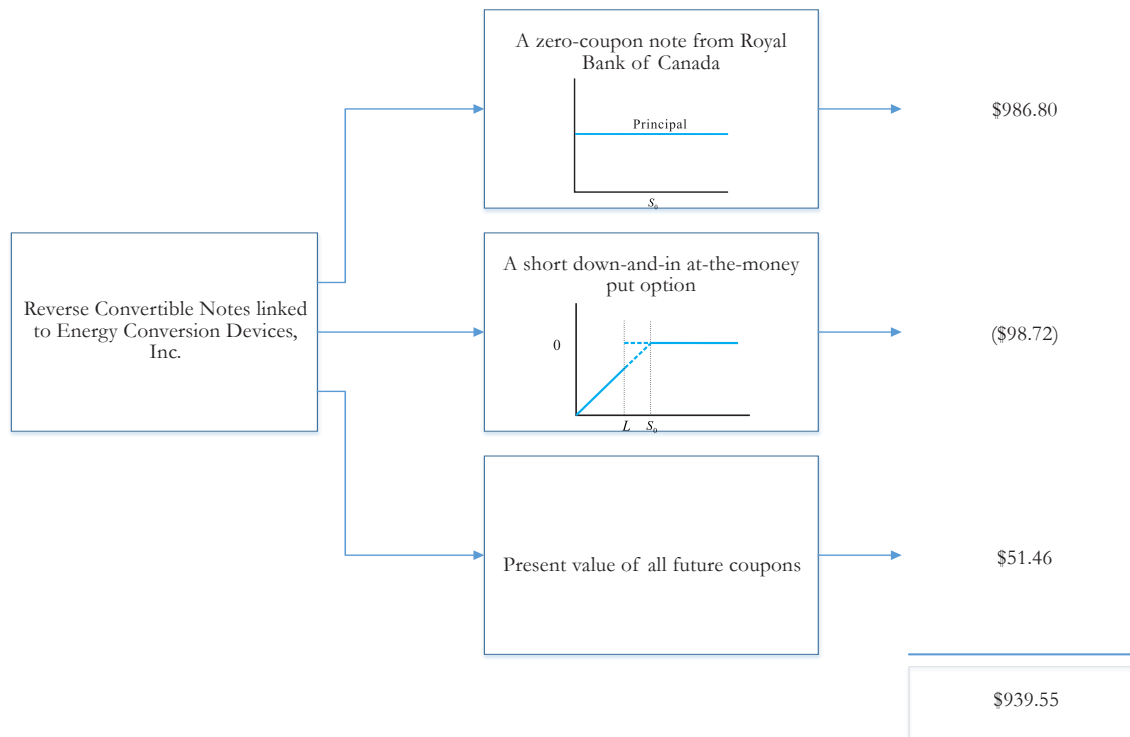 A zero-coupon note from Royal
Bank of Canada
Principal
S₀
$986.80
Reverse Convertible Notes linked
to Energy Conversion Devices,
Inc.
A short down-and-in at-the-money
put option
0
L S₀
($98.72)
Present value of all future coupons
$51.46
$939.55